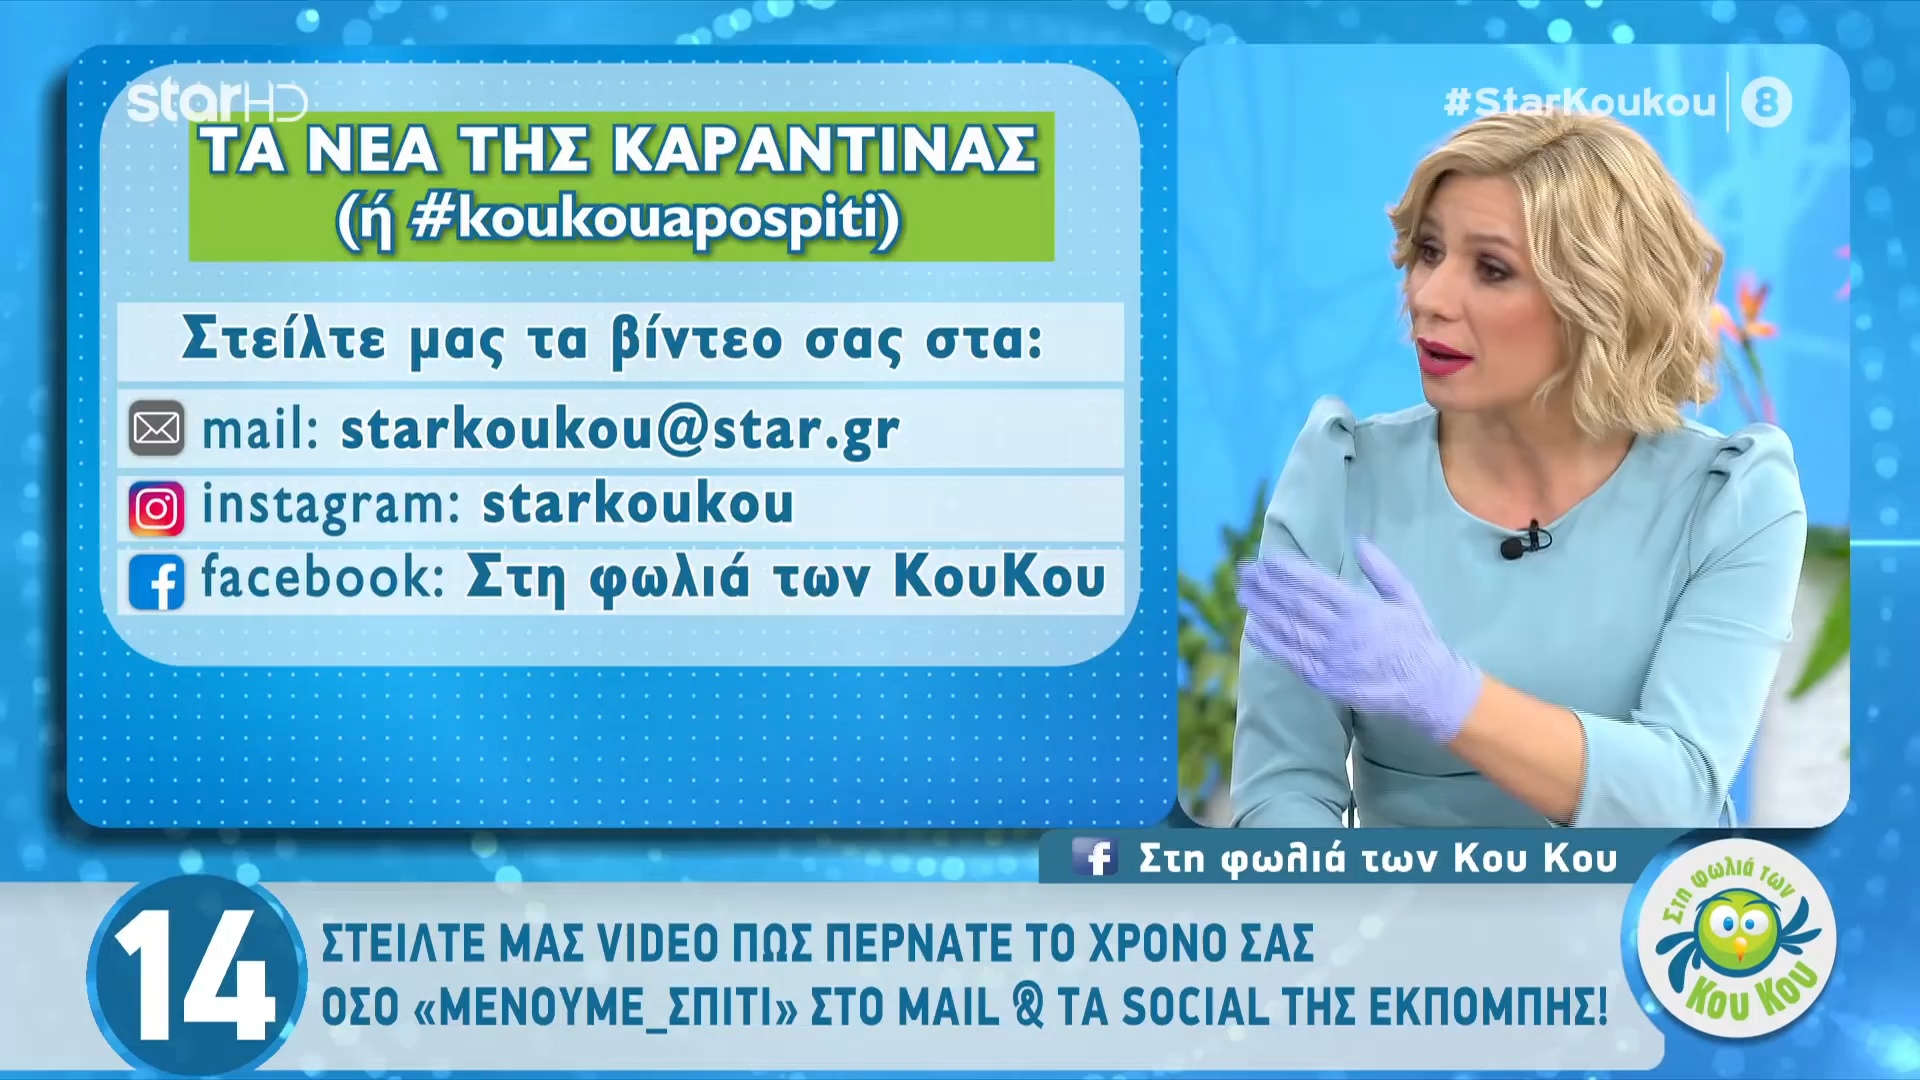 starHD
#StarKoukou 8
ΤΑ ΝΕΑ ΤΗΣ ΚΑΡΑΝΤΙΝΑΣ
(ή #koukouapospiti)
Στείλτε μας τα βίντεο σας στα:
mail: starkoukou@star.gr
instagram: starkoukou
facebook: Στη φωλιά των ΚουΚου
f Στη φωλιά των Κου Κου
14
ΣΤΕΙΛΤΕ ΜΑΣ VIDEO ΠΩΣ ΠΕΡΝΑΤΕ ΤΟ ΧΡΟΝΟ ΣΑΣ
ΟΣΟ «ΜΕΝΟΥΜΕ_ΣΠΙΤΙ» ΣΤΟ MAIL & ΤΑ SOCIAL ΤΗΣ ΕΚΠΟΜΠΗΣ!
Στη φωλιά των
Κου Κου